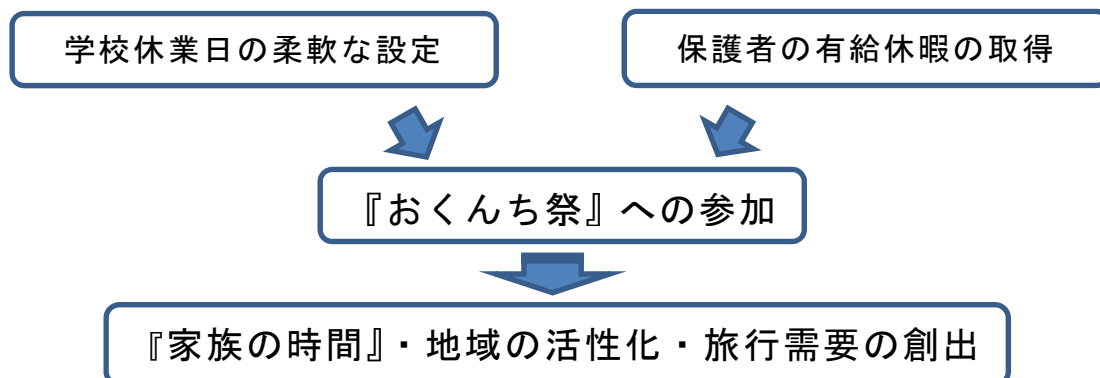 学校休業日の柔軟な設定
保護者の有給休暇の取得
『おくんち祭』への参加
『家族の時間』・地域の活性化・旅行需要の創出